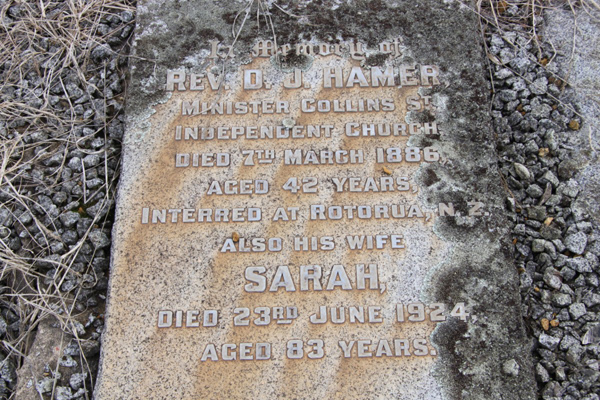 In Memory of
REV. D. J. HAMER
MINISTER COLLINS ST.
INDEPENDENT CHURCH,
DIED 7TH MARCH 1886,
AGED 42 YEARS,
INTERRED AT ROTORUA, N.Z.
ALSO HIS WIFE
SARAH,
DIED 23RD JUNE 1924
AGED 83 YEARS.